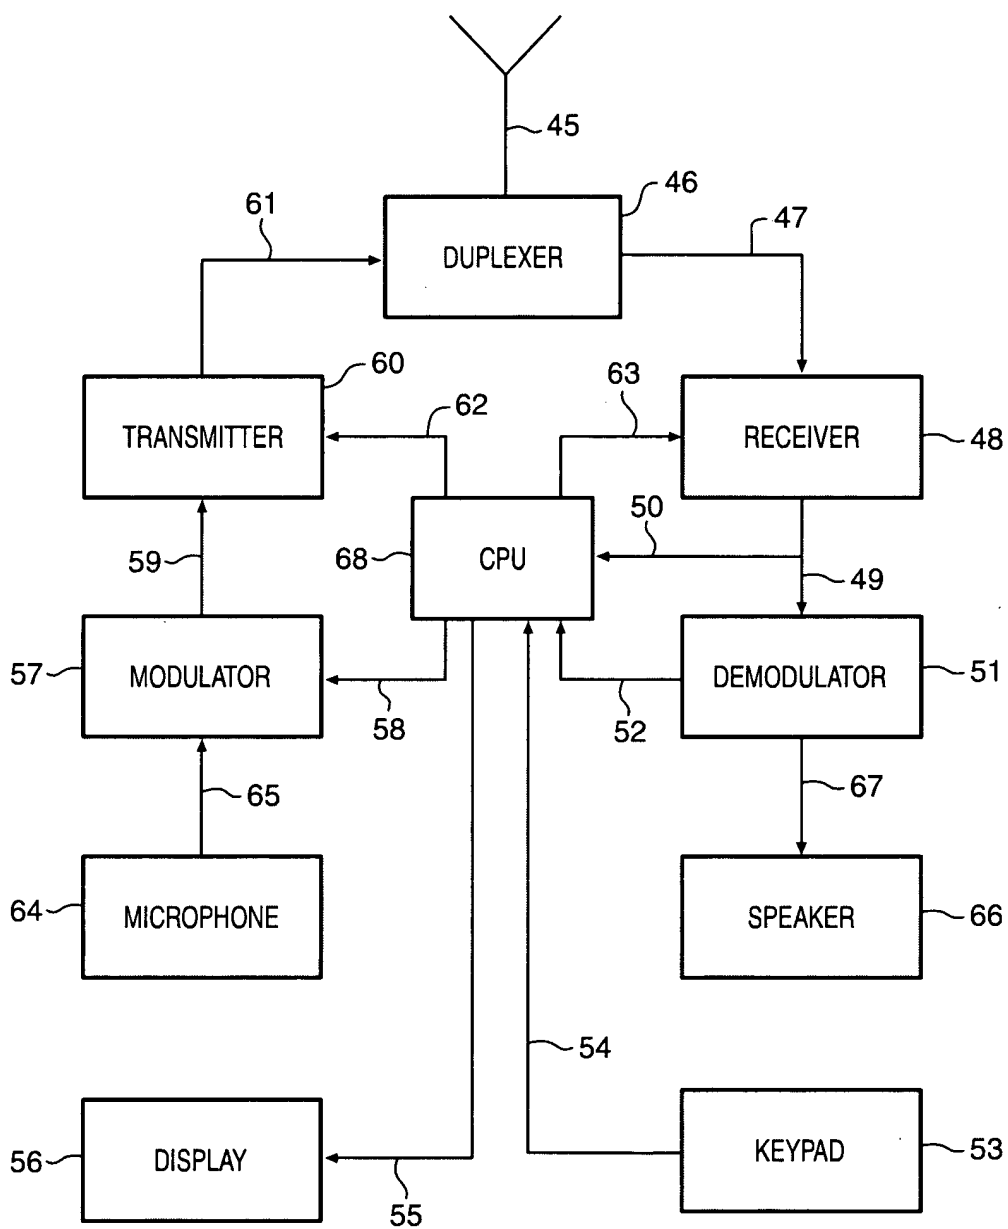 45
46
61
47
DUPLEXER
60
62
63
TRANSMITTER
RECEIVER
48
50
59
68
CPU
49
57
MODULATOR
58
52
DEMODULATOR
51
65
67
64
MICROPHONE
SPEAKER
66
54
56
DISPLAY
55
KEYPAD
53